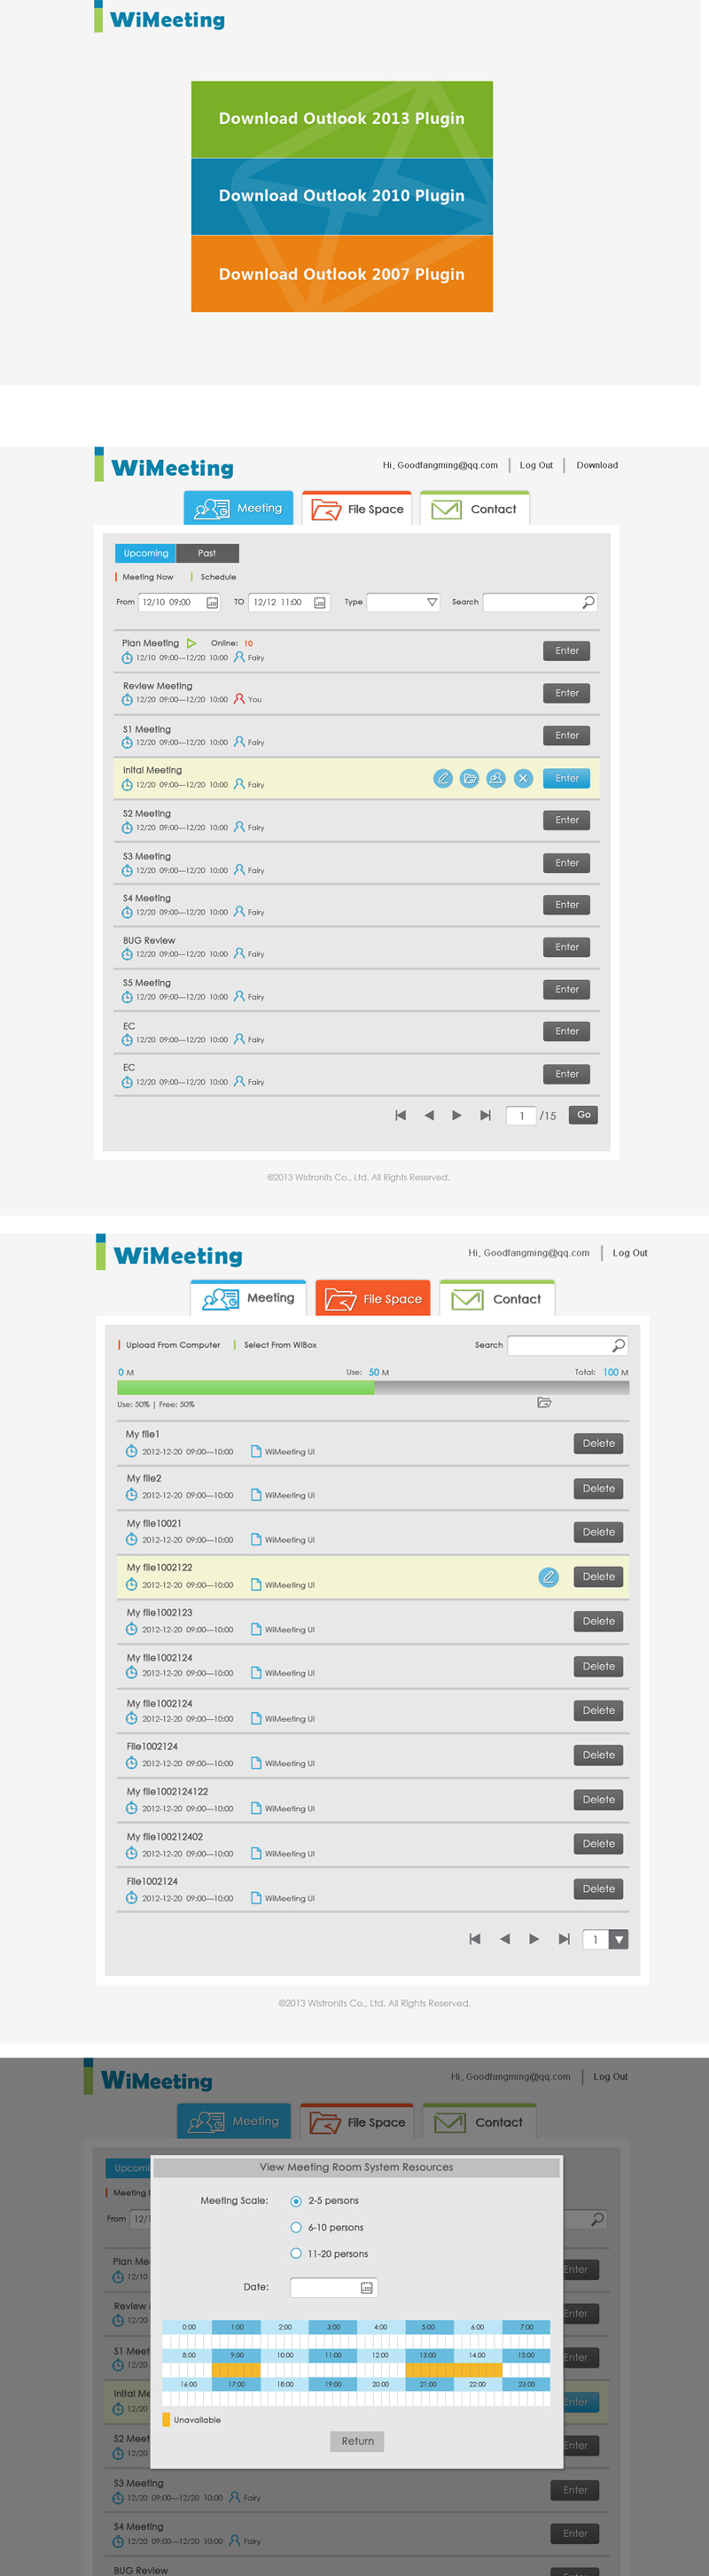 WiMeeting
Download Outlook 2013 Plugin
Download Outlook 2010 Plugin
Download Outlook 2007 Plugin
WiMeeting
Hi, Goodfangming@qq.com | Log Out | Download
Meeting File Space Contact
Upcoming Past
Meeting Now Schedule
From 12/10 09:00 TO 12/12 11:00 Type Search
Plan Meeting Online: 10
12/10 09:00—12/20 10:00 Fairy Enter
Review Meeting
12/20 09:00—12/20 10:00 You Enter
S1 Meeting
12/20 09:00—12/20 10:00 Fairy Enter
Inital Meeting
12/20 09:00—12/20 10:00 Fairy Enter
S2 Meeting
12/20 09:00—12/20 10:00 Fairy Enter
S3 Meeting
12/20 09:00—12/20 10:00 Fairy Enter
S4 Meeting
12/20 09:00—12/20 10:00 Fairy Enter
BUG Review
12/20 09:00—12/20 10:00 Fairy Enter
S5 Meeting
12/20 09:00—12/20 10:00 Fairy Enter
EC
12/20 09:00—12/20 10:00 Fairy Enter
EC
12/20 09:00—12/20 10:00 Fairy Enter
1 /15 Go
©2013 Wistronits Co., Ltd. All Rights Reserved.
WiMeeting
Hi, Goodfangming@qq.com | Log Out
Meeting File Space Contact
Upload From Computer Select From WiBox Search
0 M Use: 50 M Total: 100 M
Use: 50% | Free: 50%
My file1
2012-12-20 09:00—10:00 WiMeeting UI Delete
My file2
2012-12-20 09:00—10:00 WiMeeting UI Delete
My file10021
2012-12-20 09:00—10:00 WiMeeting UI Delete
My file1002122
2012-12-20 09:00—10:00 WiMeeting UI Delete
My file1002123
2012-12-20 09:00—10:00 WiMeeting UI Delete
My file1002124
2012-12-20 09:00—10:00 WiMeeting UI Delete
My file1002124
2012-12-20 09:00—10:00 WiMeeting UI Delete
File1002124
2012-12-20 09:00—10:00 WiMeeting UI Delete
My file1002124122
2012-12-20 09:00—10:00 WiMeeting UI Delete
My file100212402
2012-12-20 09:00—10:00 WiMeeting UI Delete
File1002124
2012-12-20 09:00—10:00 WiMeeting UI Delete
1
©2013 Wistronits Co., Ltd. All Rights Reserved.
WiMeeting
Hi, Goodfangming@qq.com | Log Out
Meeting File Space Contact
View Meeting Room System Resources
Upcomi
Meeting
From 12/1
Meeting Scale: 2-5 persons
6-10 persons
11-20 persons
Date:
0:00 1:00 2:00 3:00 4:00 5:00 6:00 7:00
8:00 9:00 10:00 11:00 12:00 13:00 14:00 15:00
16:00 17:00 18:00 19:00 20:00 21:00 22:00 23:00
Unavailable
Return
Plan Me
12/10 Enter
Review
12/20 Enter
S1 Meet
12/20 Enter
Inital Me
12/20 Enter
S2 Meet
12/20 Enter
S3 Meeting
12/20 09:00—12/20 10:00 Fairy Enter
S4 Meeting
12/20 09:00—12/20 10:00 Fairy Enter
BUG Review
Enter